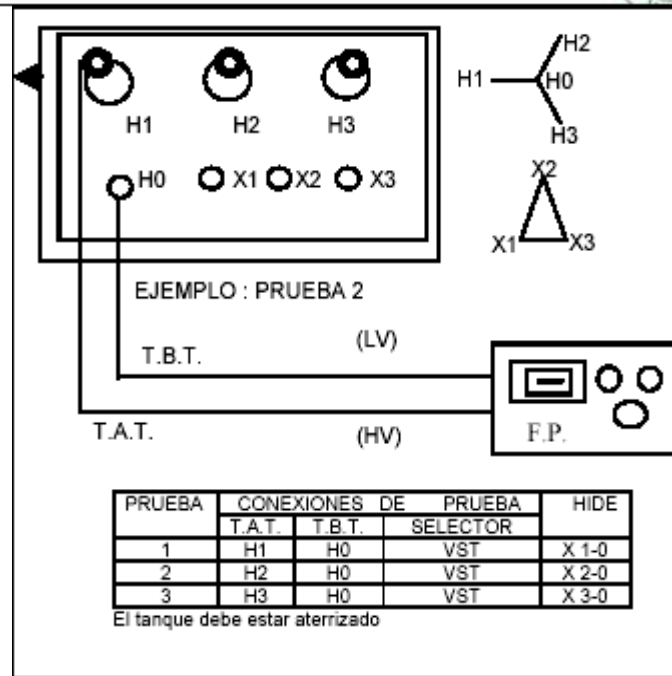 H1 H2 H3
H0 X1 X2 X3
H2
H1 H0
H3
X2
X1 X3
EJEMPLO : PRUEBA 2
(LV)
T.B.T.
T.A.T. (HV) F.P.
PRUEBA CONEXIONES DE PRUEBA HIDE
T.A.T. T.B.T. SELECTOR
1 H1 H0 VST X 1-0
2 H2 H0 VST X 2-0
3 H3 H0 VST X 3-0
El tanque debe estar aterrizado